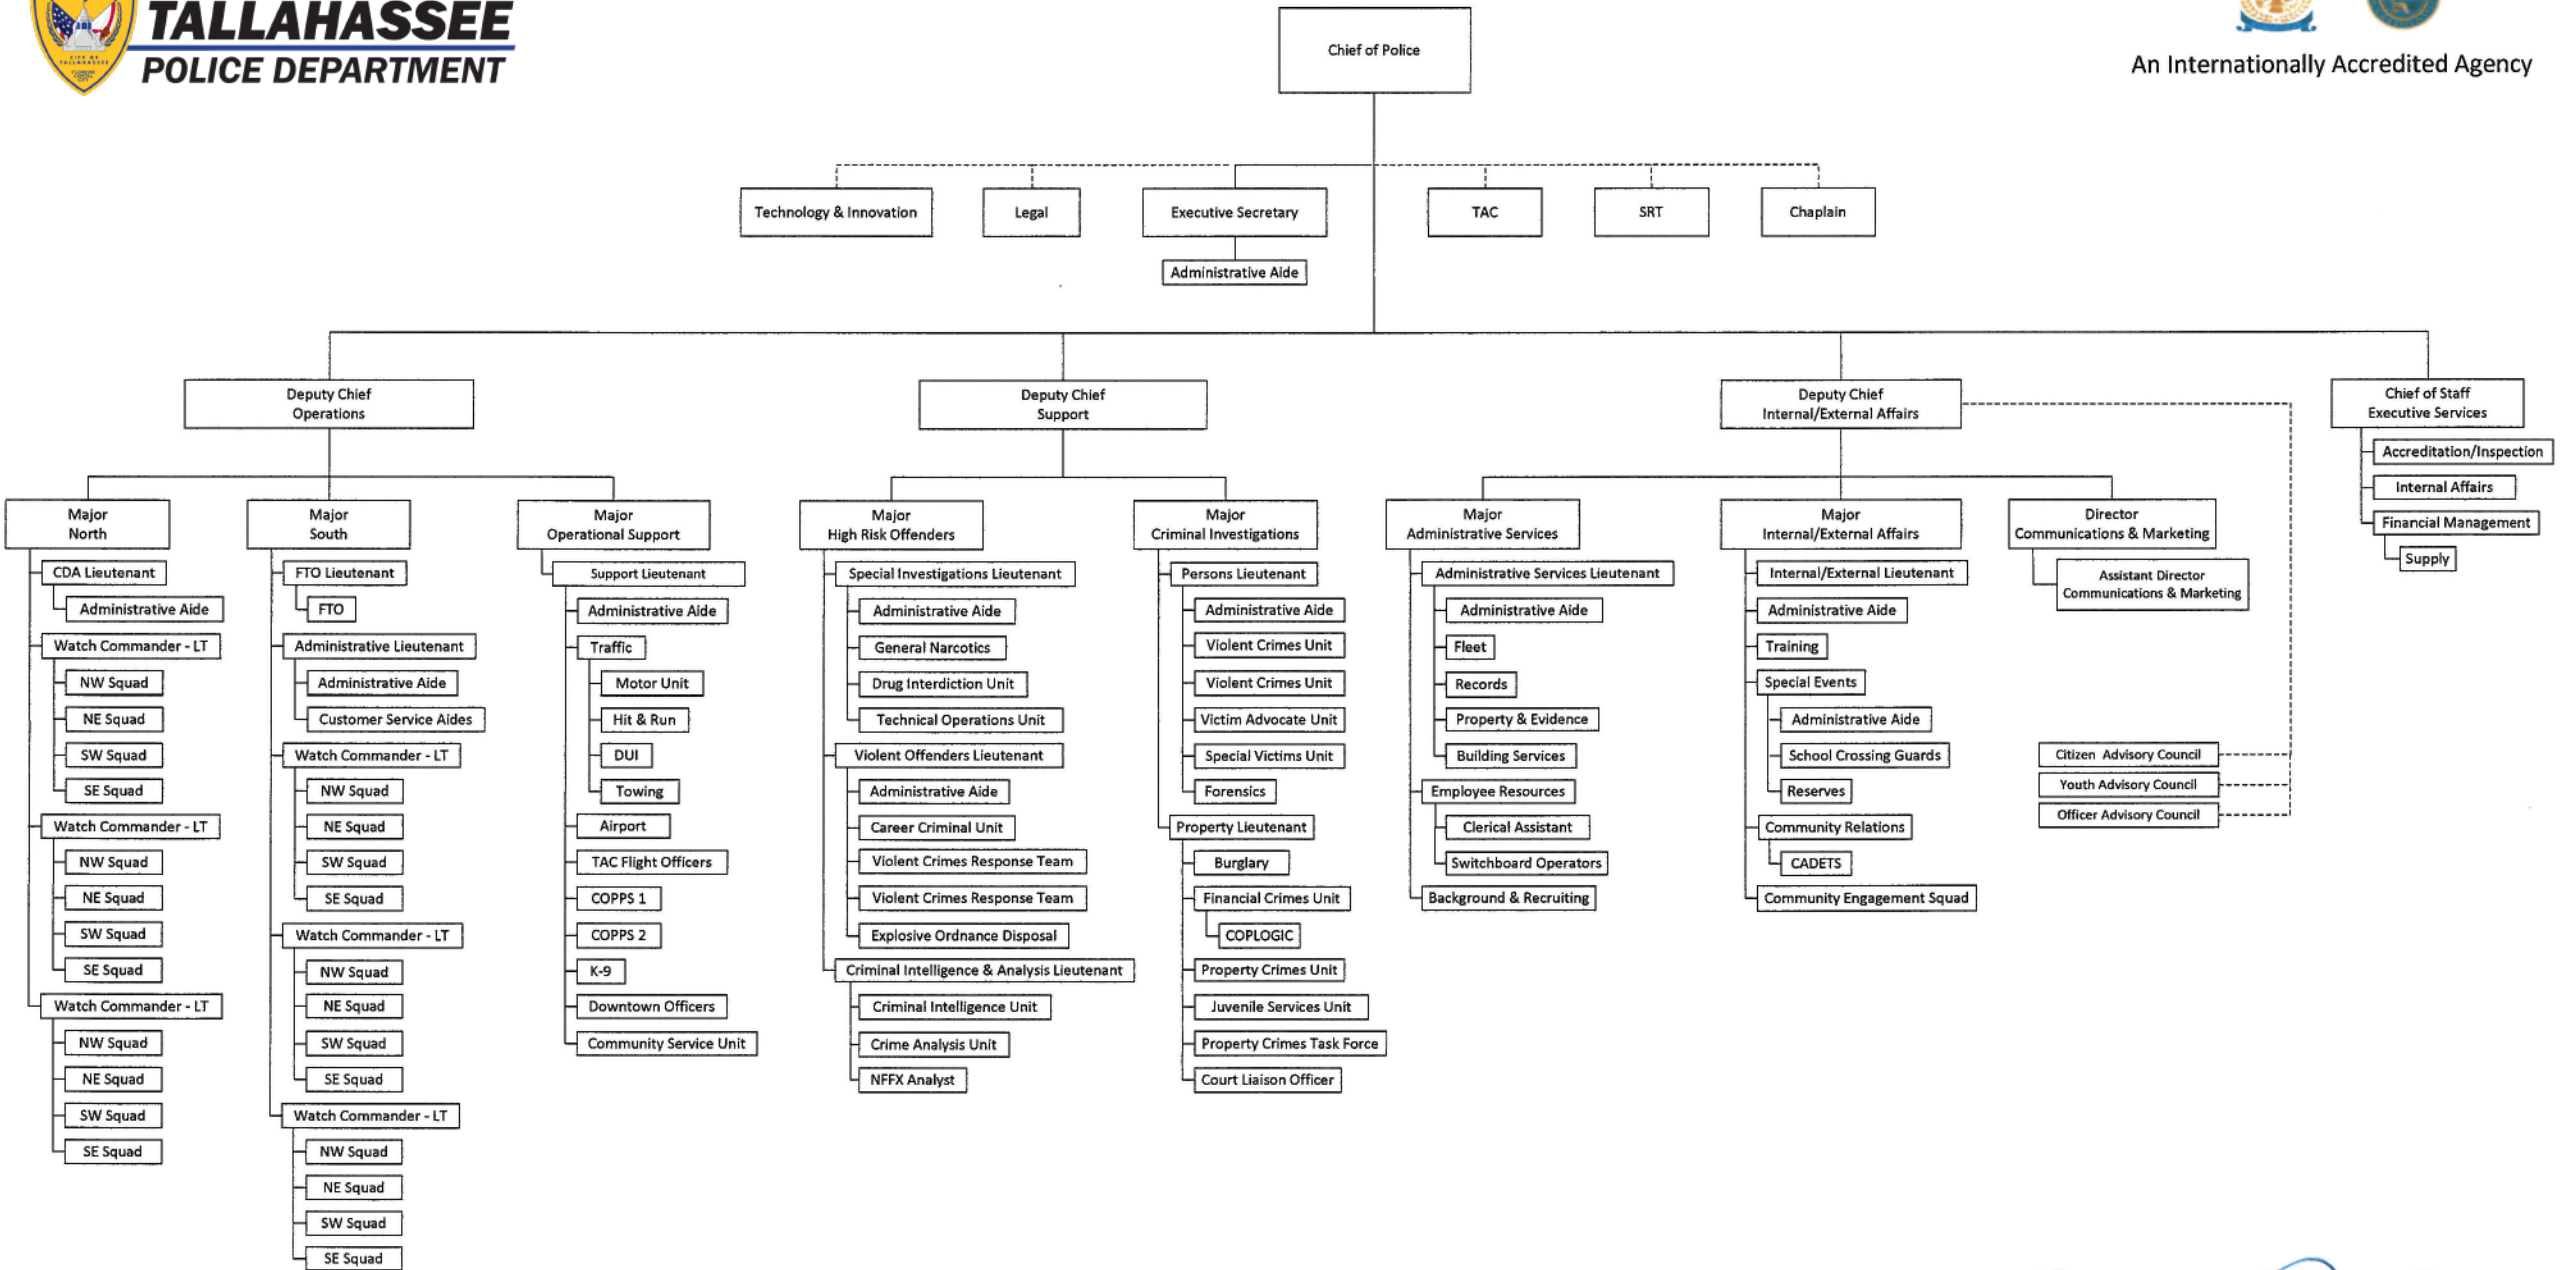 TALLAHASSEE
POLICE DEPARTMENT
CITY OF
TALLAHASSEE
An Internationally Accredited Agency
Chief of Police
Technology & Innovation
Legal
Executive Secretary
TAC
SRT
Chaplain
Administrative Aide
Deputy Chief
Operations
Deputy Chief
Support
Deputy Chief
Internal/External Affairs
Chief of Staff
Executive Services
Accreditation/Inspection
Internal Affairs
Financial Management
Supply
Major
North
CDA Lieutenant
Administrative Aide
Watch Commander - LT
NW Squad
NE Squad
SW Squad
SE Squad
Watch Commander - LT
NW Squad
NE Squad
SW Squad
SE Squad
Watch Commander - LT
NW Squad
NE Squad
SW Squad
SE Squad
Major
South
FTO Lieutenant
FTO
Administrative Lieutenant
Administrative Aide
Customer Service Aides
Watch Commander - LT
NW Squad
NE Squad
SW Squad
SE Squad
Watch Commander - LT
NW Squad
NE Squad
SW Squad
SE Squad
Watch Commander - LT
NW Squad
NE Squad
SW Squad
SE Squad
Major
Operational Support
Support Lieutenant
Administrative Aide
Traffic
Motor Unit
Hit & Run
DUI
Towing
Airport
TAC Flight Officers
COPPS 1
COPPS 2
K-9
Downtown Officers
Community Service Unit
Major
High Risk Offenders
Special Investigations Lieutenant
Administrative Aide
General Narcotics
Drug Interdiction Unit
Technical Operations Unit
Violent Offenders Lieutenant
Administrative Aide
Career Criminal Unit
Violent Crimes Response Team
Violent Crimes Response Team
Explosive Ordnance Disposal
Criminal Intelligence & Analysis Lieutenant
Criminal Intelligence Unit
Crime Analysis Unit
NFFX Analyst
Major
Criminal Investigations
Persons Lieutenant
Administrative Aide
Violent Crimes Unit
Violent Crimes Unit
Victim Advocate Unit
Special Victims Unit
Forensics
Property Lieutenant
Burglary
Financial Crimes Unit
COPLOGIC
Property Crimes Unit
Juvenile Services Unit
Property Crimes Task Force
Court Liaison Officer
Major
Administrative Services
Administrative Services Lieutenant
Administrative Aide
Fleet
Records
Property & Evidence
Building Services
Employee Resources
Clerical Assistant
Switchboard Operators
Background & Recruiting
Major
Internal/External Affairs
Internal/External Lieutenant
Administrative Aide
Training
Special Events
Administrative Aide
School Crossing Guards
Reserves
Community Relations
CADETS
Community Engagement Squad
Director
Communications & Marketing
Assistant Director
Communications & Marketing
Citizen Advisory Council
Youth Advisory Council
Officer Advisory Council